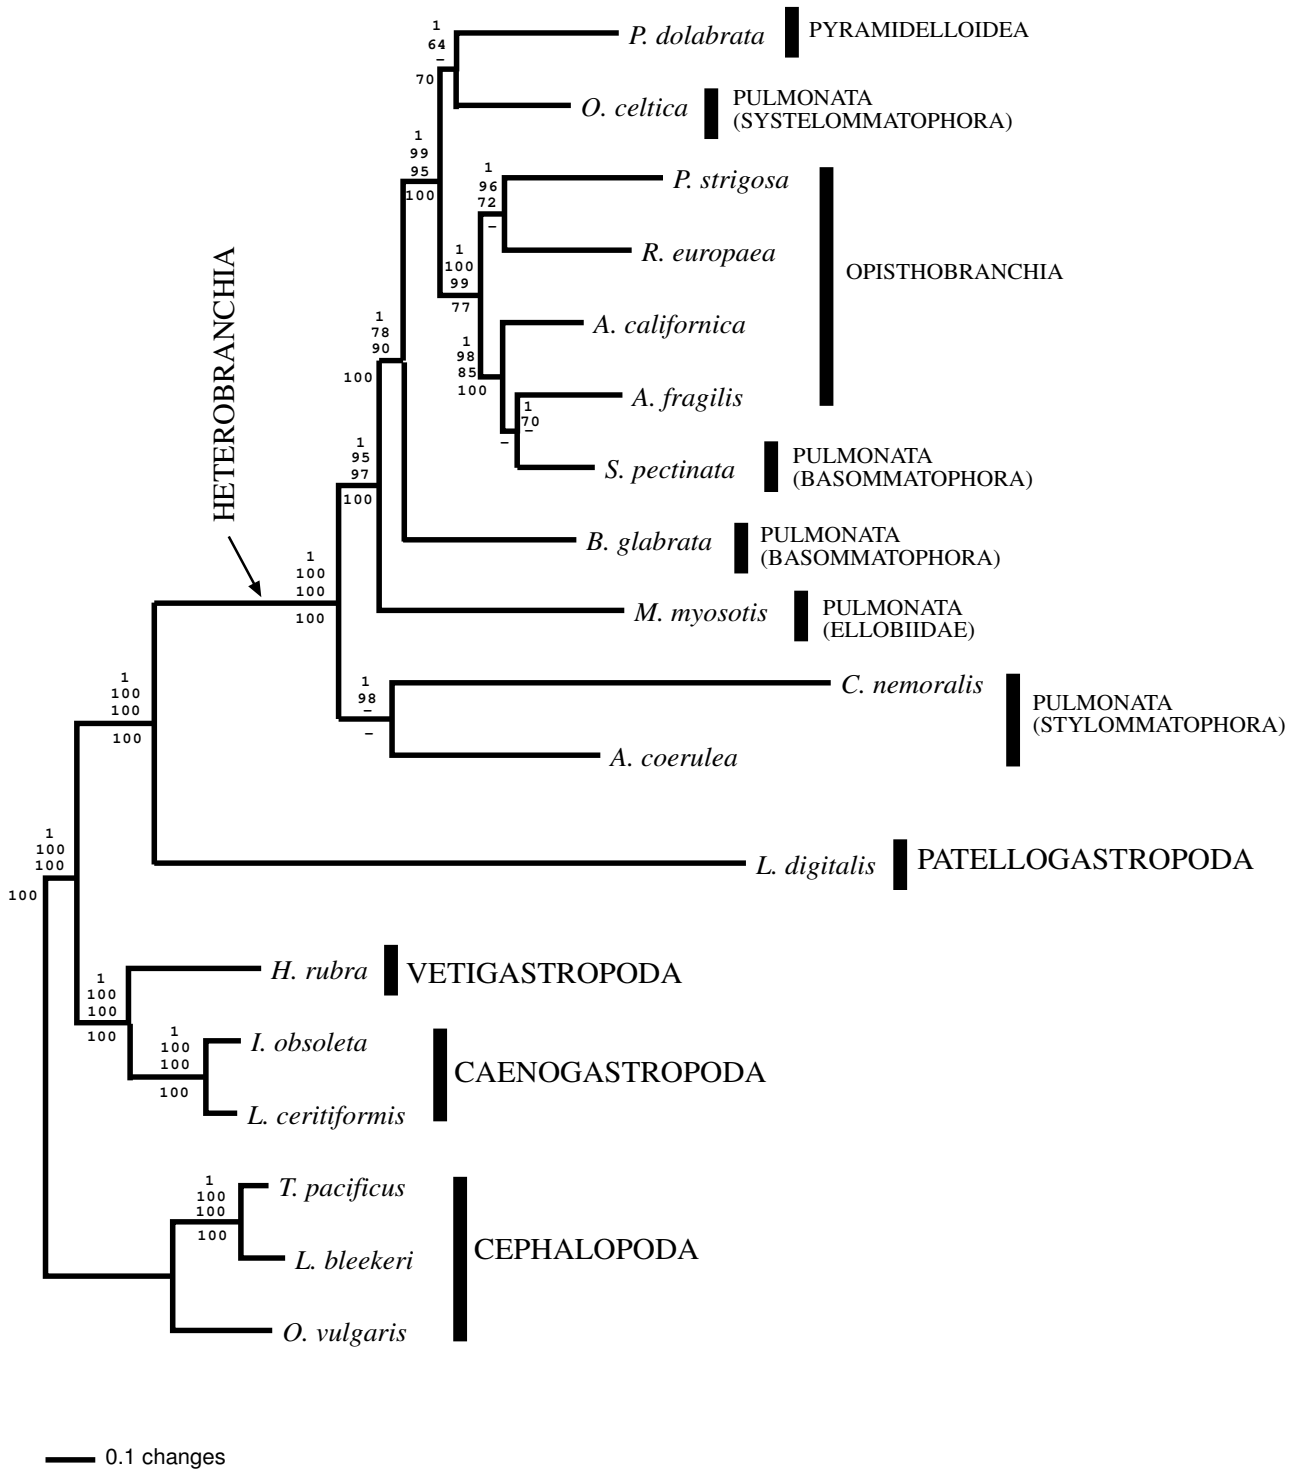 1
64
–
70
P. dolabrata
PYRAMIDELLOIDEA
O. celtica
PULMONATA
(SYSTELOMMATOPHORA)
1
99
95
100
1
96
72
–
P. strigosa
R. europaea
OPISTHOBRANCHIA
1
100
99
77
A. californica
1
98
85
100
A. fragilis
1
70
–
–
S. pectinata
PULMONATA
(BASOMMATOPHORA)
1
78
90
100
B. glabrata
PULMONATA
(BASOMMATOPHORA)
1
95
97
100
M. myosotis
PULMONATA
(ELLOBIIDAE)
HETEROBRANCHIA
1
100
100
100
1
98
–
–
C. nemoralis
A. coerulea
PULMONATA
(STYLOMMATOPHORA)
1
100
100
100
L. digitalis
PATELLOGASTROPODA
1
100
100
100
H. rubra
VETIGASTROPODA
1
100
100
100
1
100
100
100
I. obsoleta
L. ceritiformis
CAENOGASTROPODA
1
100
100
100
T. pacificus
L. bleekeri
O. vulgaris
CEPHALOPODA
0.1 changes